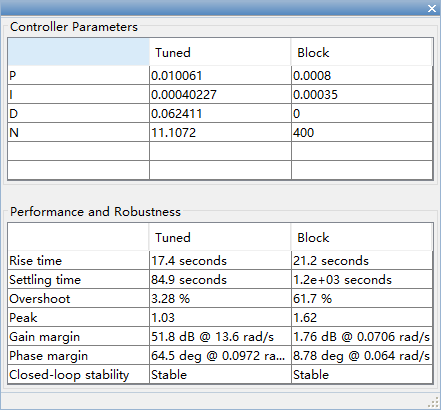 Controller Parameters
Tuned Block
P 0.010061 0.0008
I 0.00040227 0.00035
D 0.062411 0
N 11.1072 400
Performance and Robustness
Tuned Block
Rise time 17.4 seconds 21.2 seconds
Settling time 84.9 seconds 1.2e+03 seconds
Overshoot 3.28 % 61.7 %
Peak 1.03 1.62
Gain margin 51.8 dB @ 13.6 rad/s 1.76 dB @ 0.0706 rad/s
Phase margin 64.5 deg @ 0.0972 ra... 8.78 deg @ 0.064 rad/s
Closed-loop stability Stable Stable